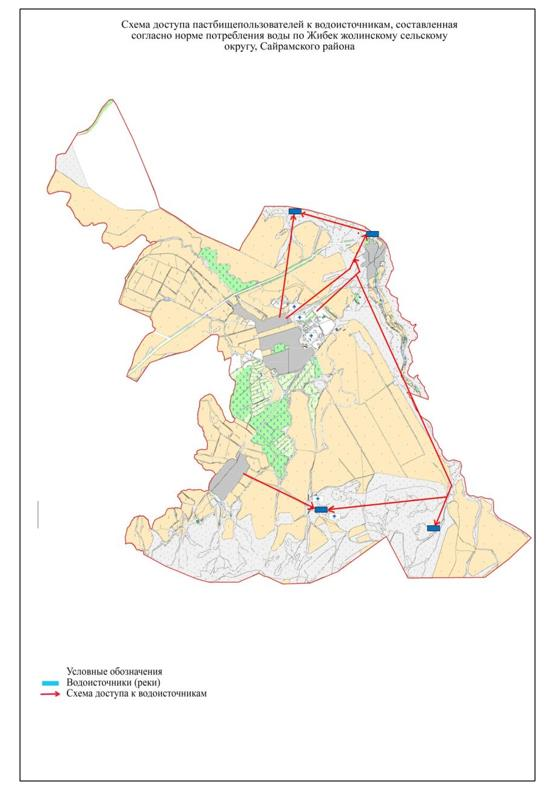 Схема доступа пастбищепользователей к водоисточникам, составленная
согласно норме потребления воды по Жибек жолинскому сельскому
округу, Сайрамского района
Условные обозначения
Водоисточники (реки)
Схема доступа к водоисточникам